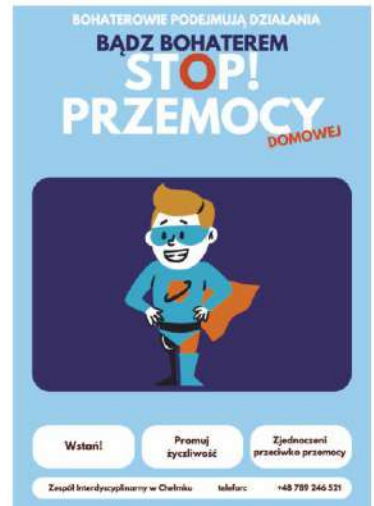 BOHATEROWIE PODEJMUJĄ DZIAŁANIA
BĄDZ BOHATEREM
STOP!
PRZEMOCY
DOMOWEJ
Wstań!
Promuj
życzliwość
Zjednoczeni
przeciwko przemocy
Zespół Interdyscyplinarny w Chełmku telefon: +48 789 246 521